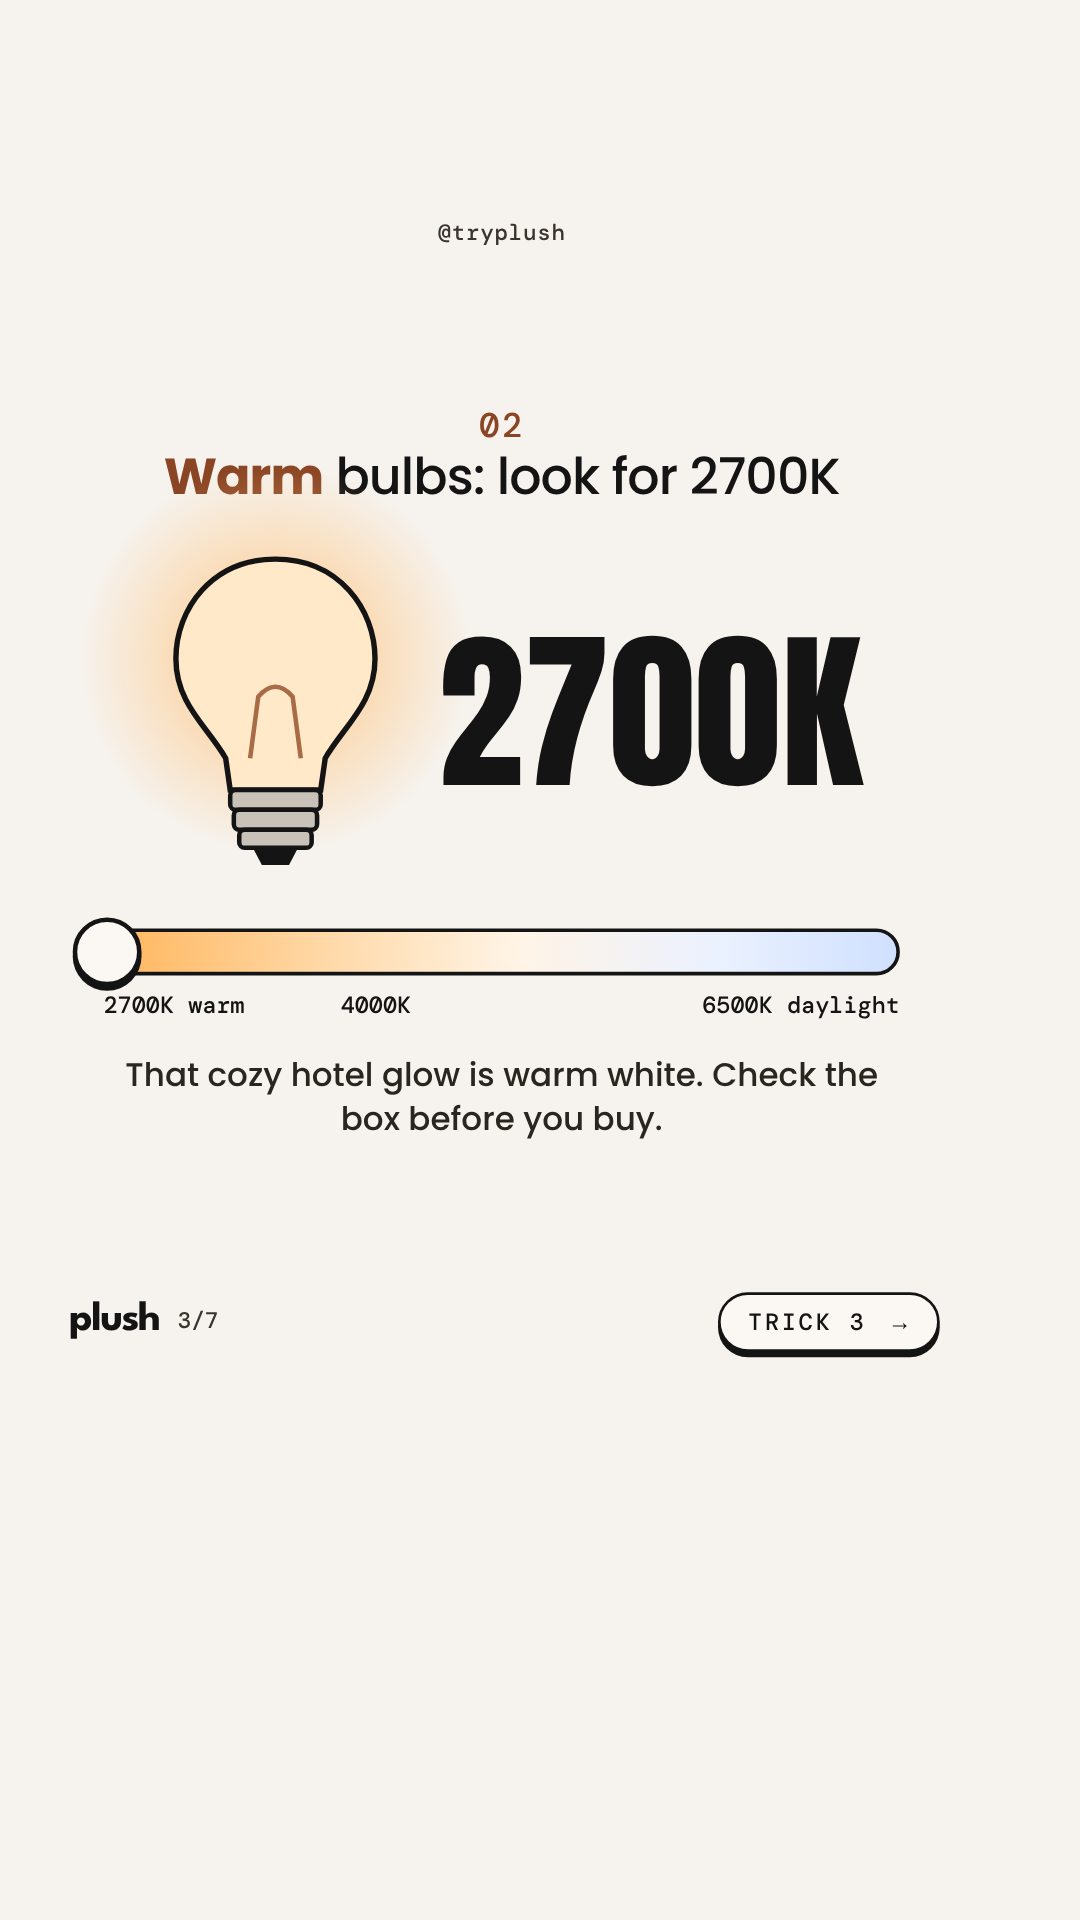 @tryplush
02
Warm bulbs: look for 2700K
2700K
2700K warm 4000K 6500K daylight
That cozy hotel glow is warm white. Check the
box before you buy.
plush 3/7 TRICK 3 →